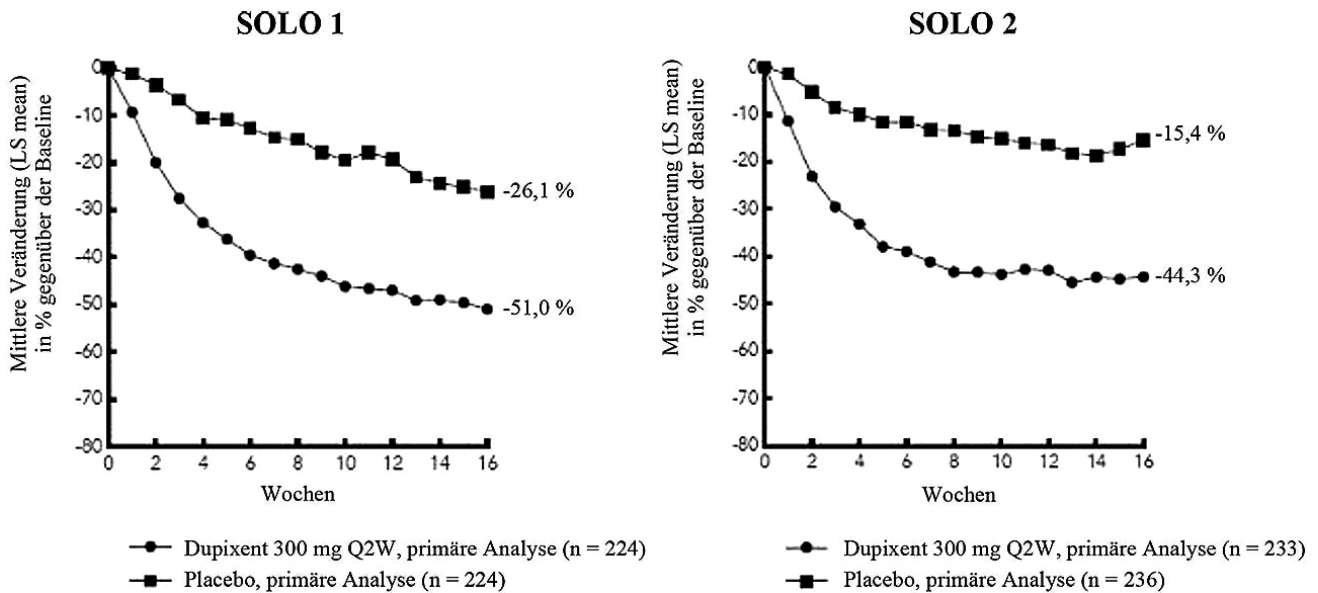 SOLO 1
Mittlere Veränderung (LS mean)
in % gegenüber der Baseline
0
-10
-20
-30
-40
-50
-60
-70
-80
-26,1 %
-51,0 %
0 2 4 6 8 10 12 14 16
Wochen
Dupixent 300 mg Q2W, primäre Analyse (n = 224)
Placebo, primäre Analyse (n = 224)
SOLO 2
Mittlere Veränderung (LS mean)
in % gegenüber der Baseline
0
-10
-20
-30
-40
-50
-60
-70
-80
-15,4 %
-44,3 %
0 2 4 6 8 10 12 14 16
Wochen
Dupixent 300 mg Q2W, primäre Analyse (n = 233)
Placebo, primäre Analyse (n = 236)